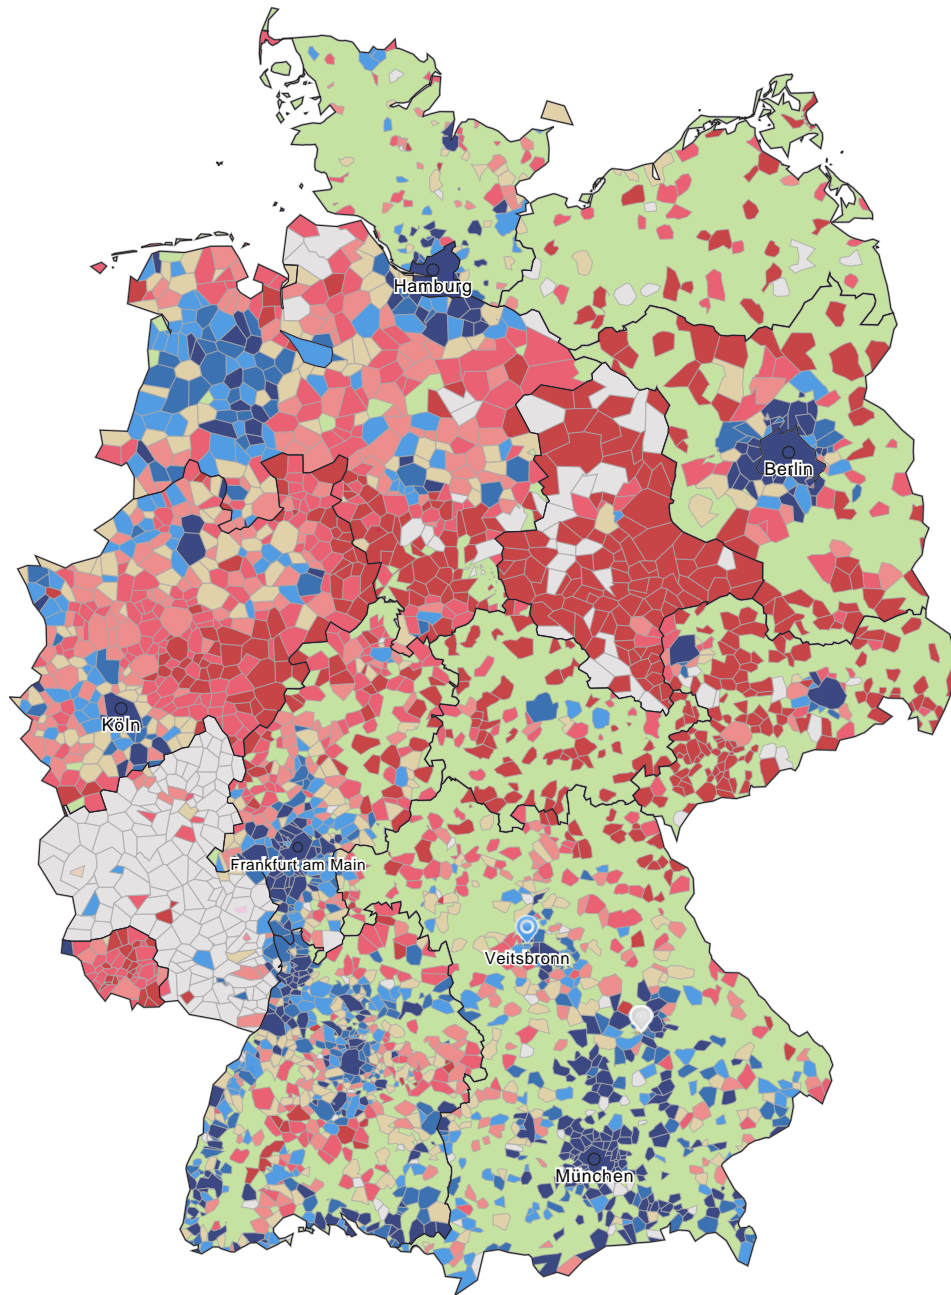 Hamburg
Berlin
Köln
Frankfurt am Main
Veitsbronn
München